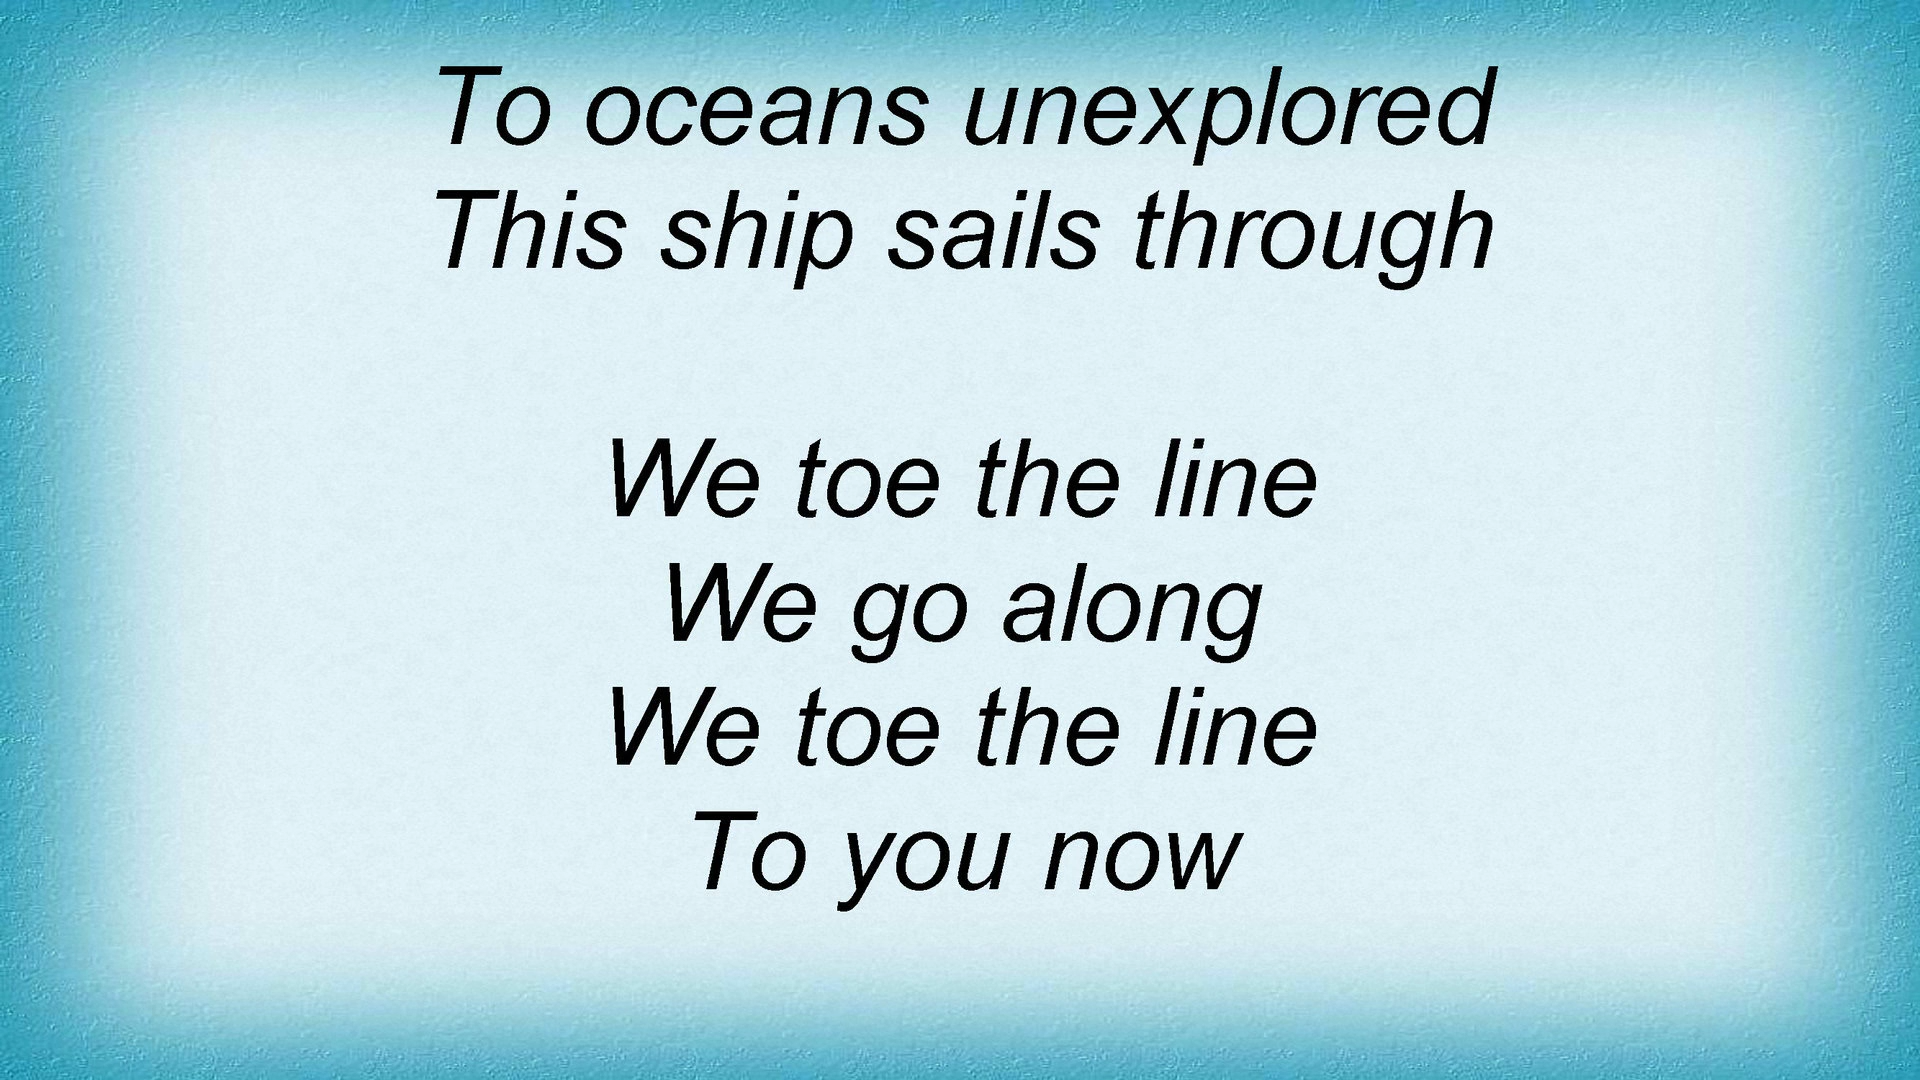 To oceans unexplored
This ship sails through
We toe the line
We go along
We toe the line
To you now